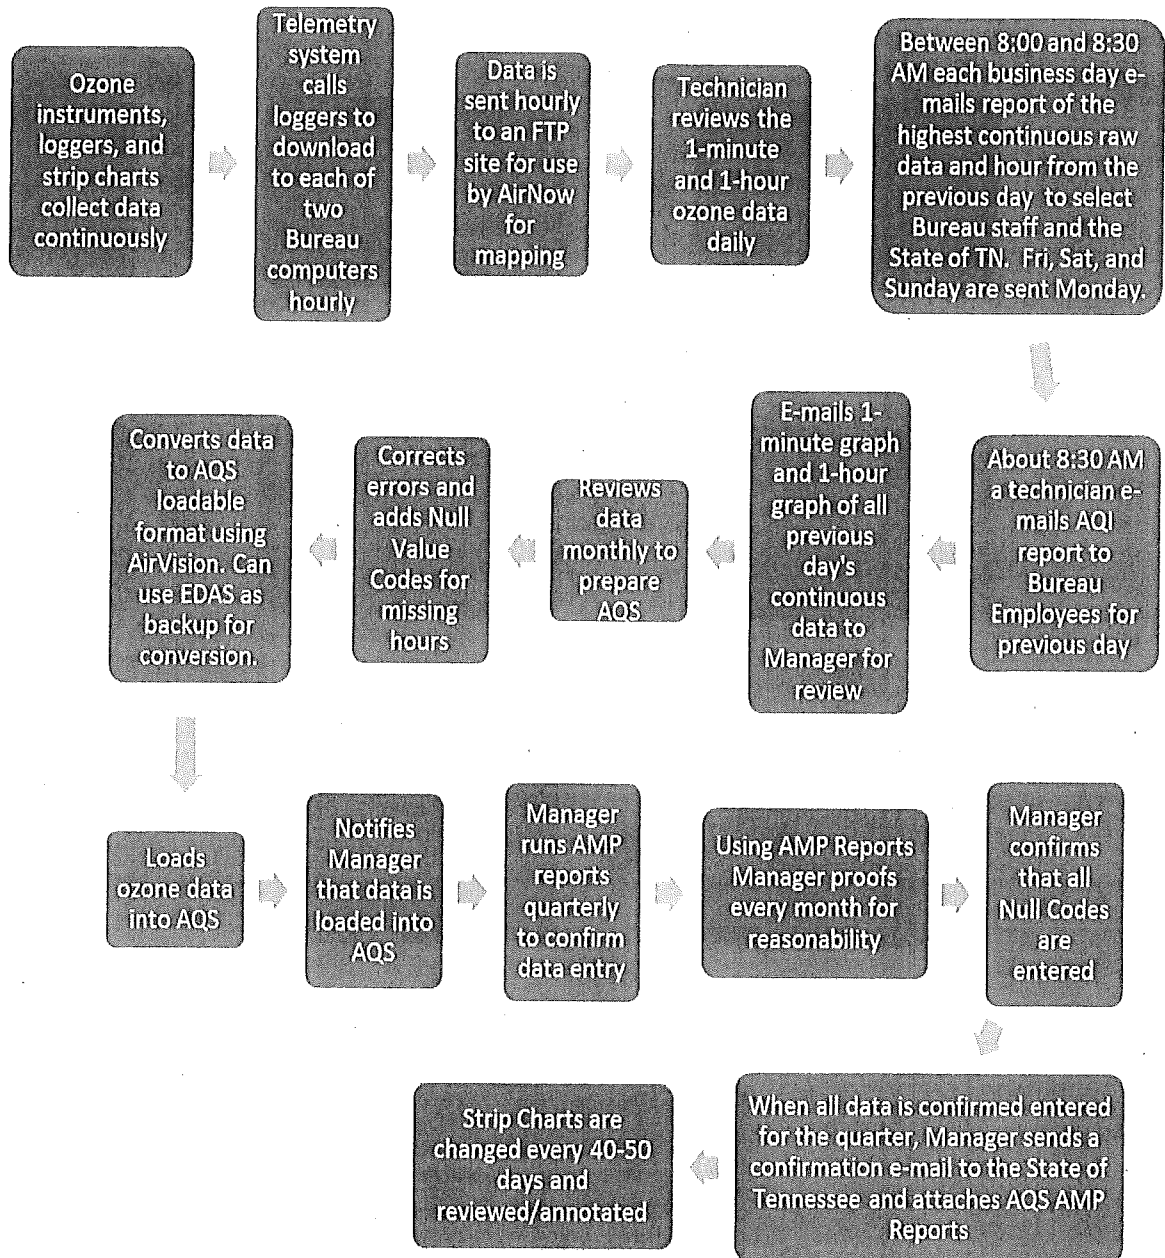 Ozone
instruments,
loggers, and
strip charts
collect data
continuously
Telemetry
system
calls
loggers to
download
to each of
two
Bureau
computers
hourly
Data is
sent hourly
to an FTP
site for use
by AirNow
for
mapping
Technician
reviews the
1-minute
and 1-hour
ozone data
daily
Between 8:00 and 8:30
AM each business day e-
mails report of the
highest continuous raw
data and hour from the
previous day to select
Bureau staff and the
State of TN. Fri, Sat, and
Sunday are sent Monday.
About 8:30 AM
a technician e-
mails AQI
report to
Bureau
Employees for
previous day
E-mails 1-
minute graph
and 1-hour
graph of all
previous
day's
continuous
data to
Manager for
review
Reviews
data
monthly to
prepare
AQS
Corrects
errors and
adds Null
Value
Codes for
missing
hours
Converts data
to AQS
loadable
format using
AirVision. Can
use EDAS as
backup for
conversion.
Loads
ozone data
into AQS
Notifies
Manager
that data is
loaded into
AQS
Manager
runs AMP
reports
quarterly
to confirm
data entry
Using AMP Reports
Manager proofs
every month for
reasonability
Manager
confirms
that all
Null Codes
are
entered
When all data is confirmed entered
for the quarter, Manager sends a
confirmation e-mail to the State of
Tennessee and attaches AQS AMP
Reports
Strip Charts are
changed every 40-50
days and
reviewed/annotated